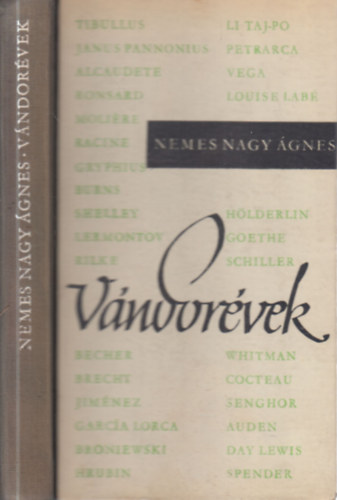 NEMES NAGY ÁGNES · VÁNDORÉVEK
TIBULLUS
JANUS PANNONIUS
ALCAUDETE
RONSARD
MOLIÈRE
RACINE
GRYPHIUS
BURNS
SHELLEY
LERMONTOV
RILKE
LI TAJ-PO
PETRARCA
VEGA
LOUISE LABÉ
NEMES NAGY ÁGNES
HÖLDERLIN
GOETHE
SCHILLER
Vándorévek
BECHER
BRECHT
JIMÉNEZ
GARCÍA LORCA
BRONIEWSKI
HRUBIN
WHITMAN
COCTEAU
SENGHOR
AUDEN
DAY LEWIS
SPENDER